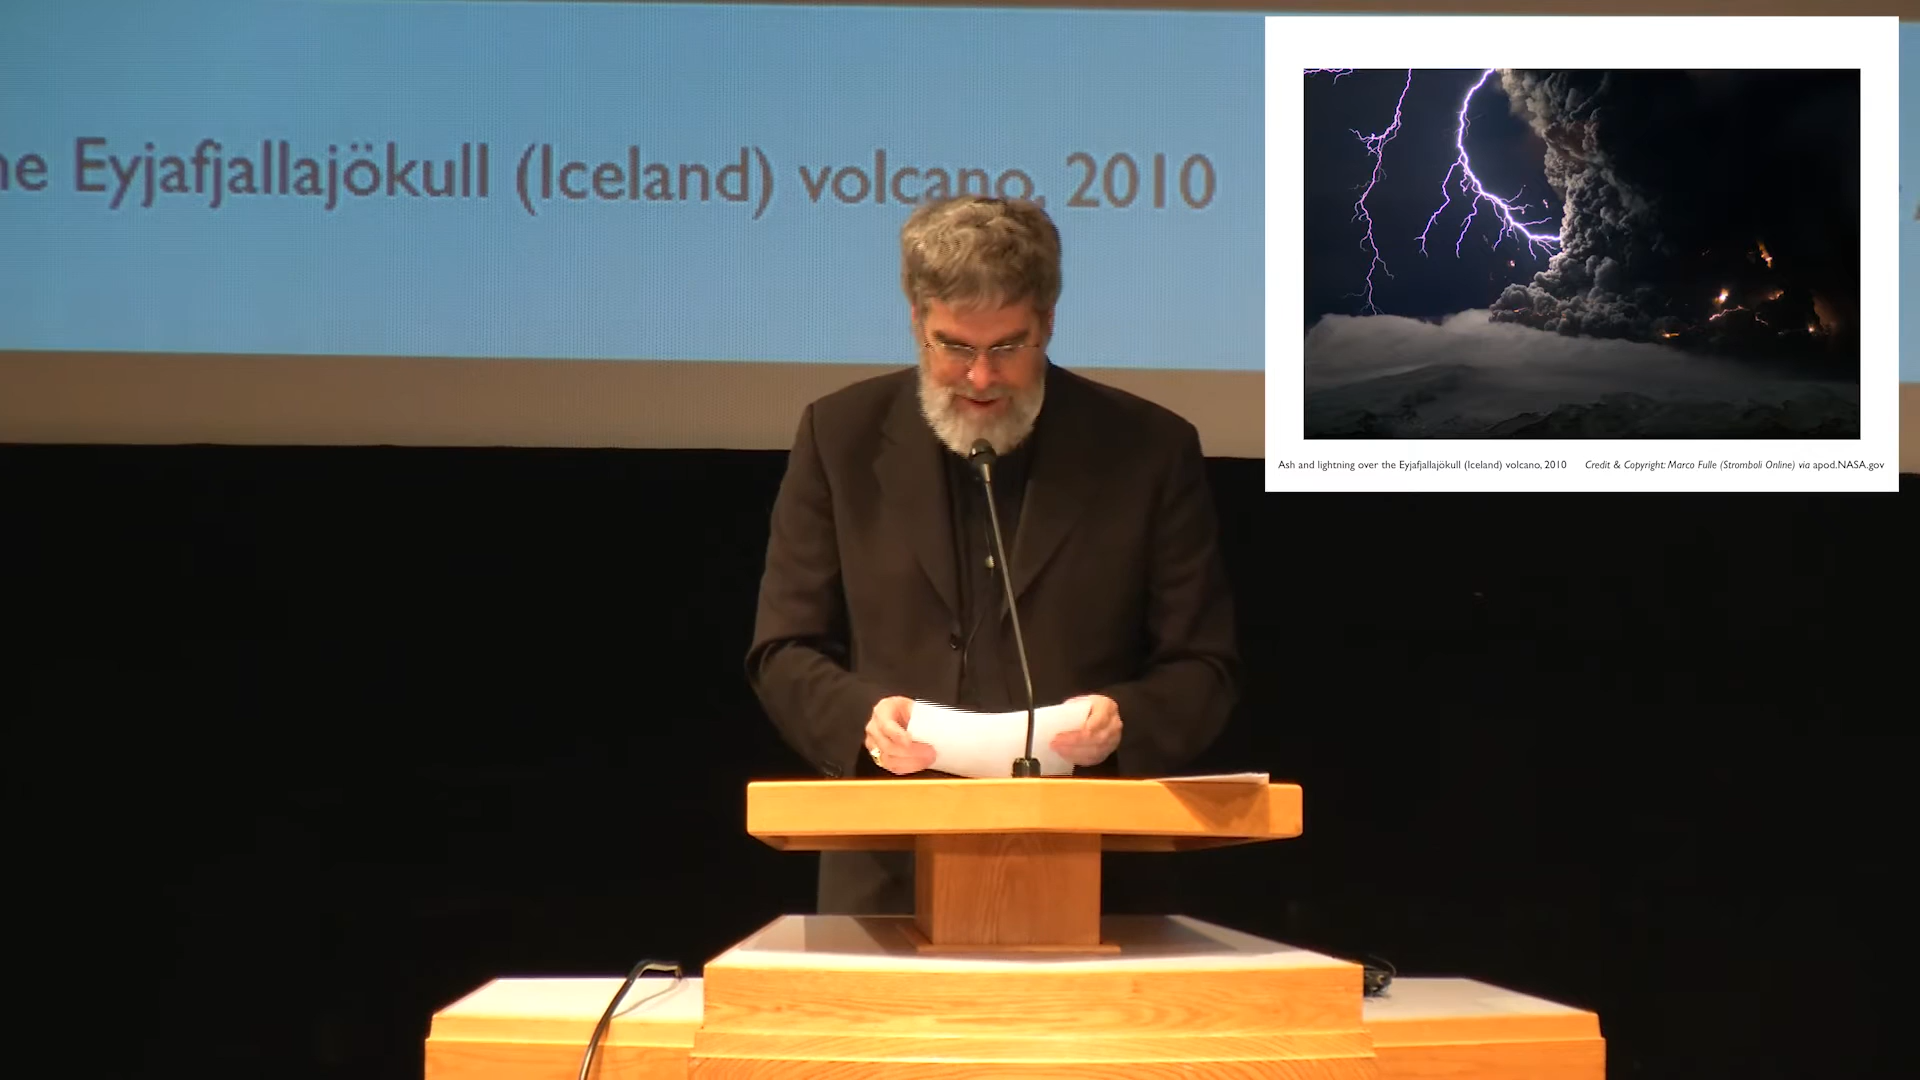 he Eyjafjallajökull (Iceland) volcano, 2010
Ash and lightning over the Eyjafjallajökull (Iceland) volcano, 2010 Credit & Copyright: Marco Fulle (Stromboli Online) via apod.NASA.gov